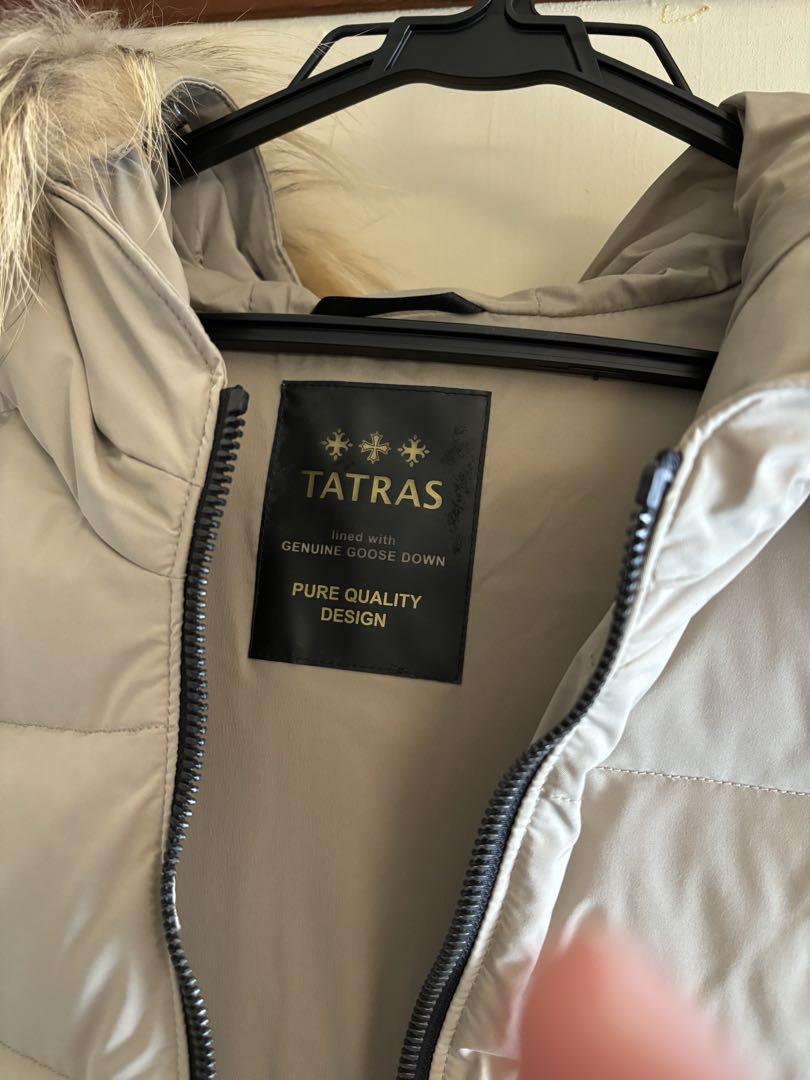 TATRAS
lined with
GENUINE GOOSE DOWN
PURE QUALITY
DESIGN